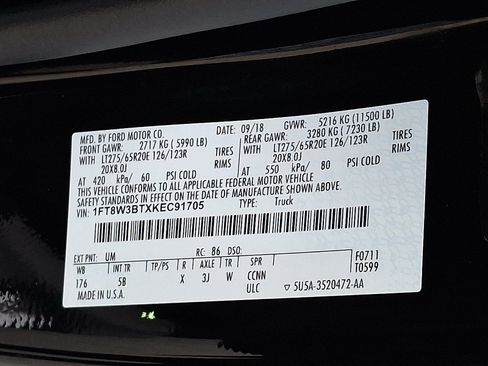 MFD. BY FORD MOTOR CO. DATE: 09/18 GVWR: 5216 KG (11500 LB)
FRONT GAWR: 2717 KG (5990 LB) REAR GAWR: 3280 KG (7230 LB)
WITH LT275/65R20E 126/123R TIRES WITH LT275/65R20E 126/123R TIRES
20X8.0J RIMS 20X8.0J RIMS
AT 420 kPa/ 60 PSI COLD AT 550 kPa/ 80 PSI COLD
THIS VEHICLE CONFORMS TO ALL APPLICABLE FEDERAL MOTOR VEHICLE
SAFETY STANDARDS IN EFFECT ON THE DATE OF MANUFACTURE SHOWN ABOVE.
VIN: 1FT8W3BTXKEC91705 TYPE: Truck
EXT PNT: UM RC: 86 DSO: F0711
WB INT TR TP/PS R AXLE TR SPR T0599
176 5B X 3J W CCNN
MADE IN U.S.A. ULC ▽ 5U5A-3520472-AA